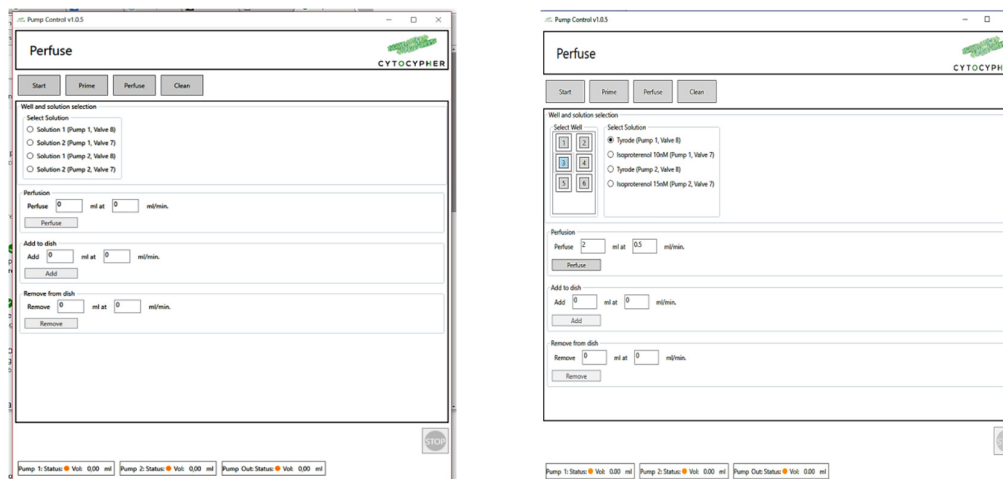 Pump Control v1.0.5
Perfuse
CYTOCYPHER
Start Prime Perfuse Clean
Well and solution selection
Select Solution
Solution 1 (Pump 1, Valve 8)
Solution 2 (Pump 1, Valve 7)
Solution 1 (Pump 2, Valve 8)
Solution 2 (Pump 2, Valve 7)
Perfusion
Perfuse 0 ml at 0 ml/min.
Perfuse
Add to dish
Add 0 ml at 0 ml/min.
Add
Remove from dish
Remove 0 ml at 0 ml/min.
Remove
STOP
Pump 1: Status: Vol: 0,00 ml Pump 2: Status: Vol: 0,00 ml Pump Out: Status: Vol: 0,00 ml
Pump Control v1.0.5
Perfuse
CYTOCYPH
Start Prime Perfuse Clean
Well and solution selection
Select Well Select Solution
1 2 Tyrode (Pump 1, Valve 8)
3 4 Isoproterenol 10nM (Pump 1, Valve 7)
Tyrode (Pump 2, Valve 8)
5 6 Isoproterenol 15nM (Pump 2, Valve 7)
Perfusion
Perfuse 2 ml at 0.5 ml/min.
Perfuse
Add to dish
Add 0 ml at 0 ml/min.
Add
Remove from dish
Remove 0 ml at 0 ml/min.
Remove
Pump 1: Status: Vol: 0.00 ml Pump 2: Status: Vol: 0.00 ml Pump Out: Status: Vol: 0.00 ml